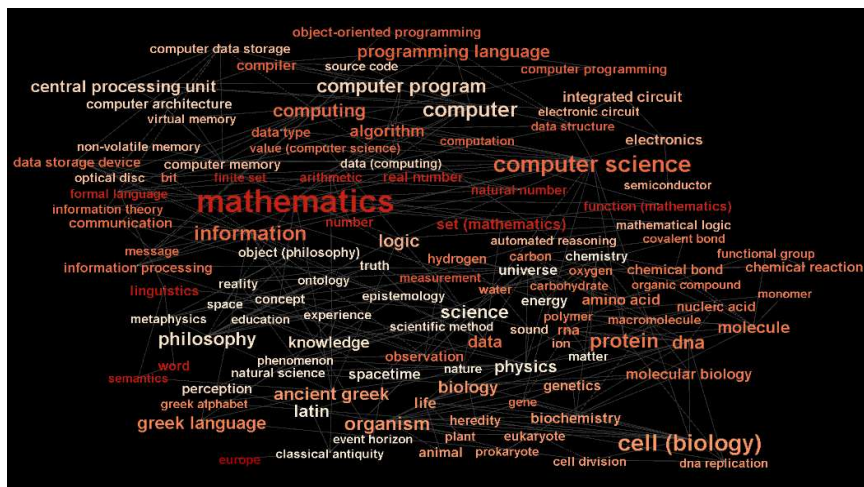 object-oriented programming
computer data storage
programming language
compiler
source code
computer programming
central processing unit
computer program
integrated circuit
computer architecture
computing
computer
electronic circuit
virtual memory
data type
algorithm
data structure
non-volatile memory
value (computer science)
computation
electronics
data storage device
computer memory
data (computing)
computer science
optical disc
bit
finite set
arithmetic
real number
semiconductor
formal language
mathematics
natural number
information theory
function (mathematics)
communication
number
set (mathematics)
mathematical logic
information
logic
automated reasoning
covalent bond
message
object (philosophy)
hydrogen
carbon
chemistry
functional group
information processing
truth
universe
oxygen
chemical bond
chemical reaction
reality
ontology
measurement
water
carbohydrate
organic compound
linguistics
space
concept
epistemology
energy
amino acid
monomer
metaphysics
education
experience
science
polymer
macromolecule
nucleic acid
philosophy
knowledge
scientific method
sound
rna
molecule
data
ion
protein
dna
word
phenomenon
observation
nature
physics
matter
semantics
natural science
spacetime
molecular biology
perception
ancient greek
biology
genetics
greek alphabet
latin
life
gene
greek language
organism
heredity
biochemistry
event horizon
plant
eukaryote
cell (biology)
europe
classical antiquity
animal
prokaryote
cell division
dna replication